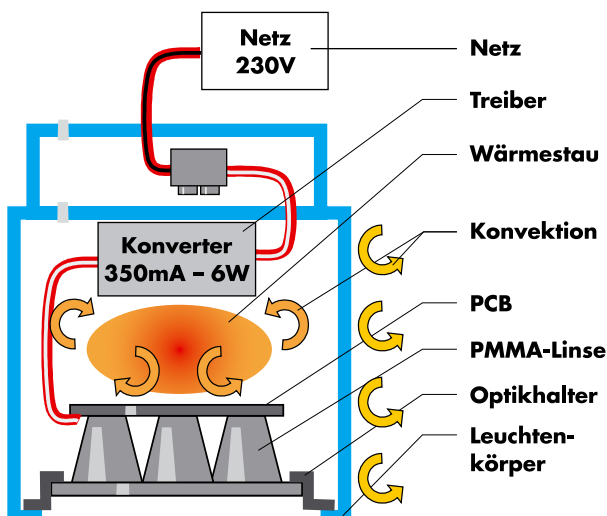 Netz
230V
Netz
Treiber
Wärmestau
Konverter
350mA – 6W
Konvektion
PCB
PMMA-Linse
Optikhalter
Leuchten-
körper